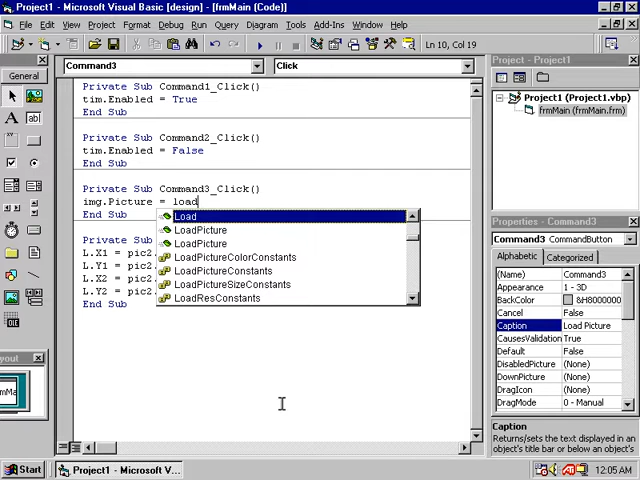 Project1 - Microsoft Visual Basic [design] - [frmMain (Code)]
File Edit View Project Format Debug Run Query Diagram Tools Add-Ins Window Help
Ln 10, Col 19
General
Command3
Click
Private Sub Command1_Click()
tim.Enabled = True
End Sub
Private Sub Command2_Click()
tim.Enabled = False
End Sub
Private Sub Command3_Click()
img.Picture = load
End Sub
Load
LoadPicture
LoadPicture
LoadPictureColorConstants
LoadPictureConstants
LoadPictureSizeConstants
LoadResConstants
Private Su
L.X1 = pic2.
L.Y1 = pic2.
L.X2 = pic2.
L.Y2 = pic2.
End Sub
Project - Project1
Project1 (Project1.vbp)
frmMain (frmMain.frm)
Properties - Command3
Command3 CommandButton
Alphabetic Categorized
(Name) Command3
Appearance 1 - 3D
BackColor &H8000000
Cancel False
Caption Load Picture
CausesValidation True
Default False
DisabledPicture (None)
DownPicture (None)
DragIcon (None)
DragMode 0 - Manual
Caption
Returns/sets the text displayed in an
object's title bar or below an object's
ayout
frmMa
Start
Project1 - Microsoft V...
12:05 AM